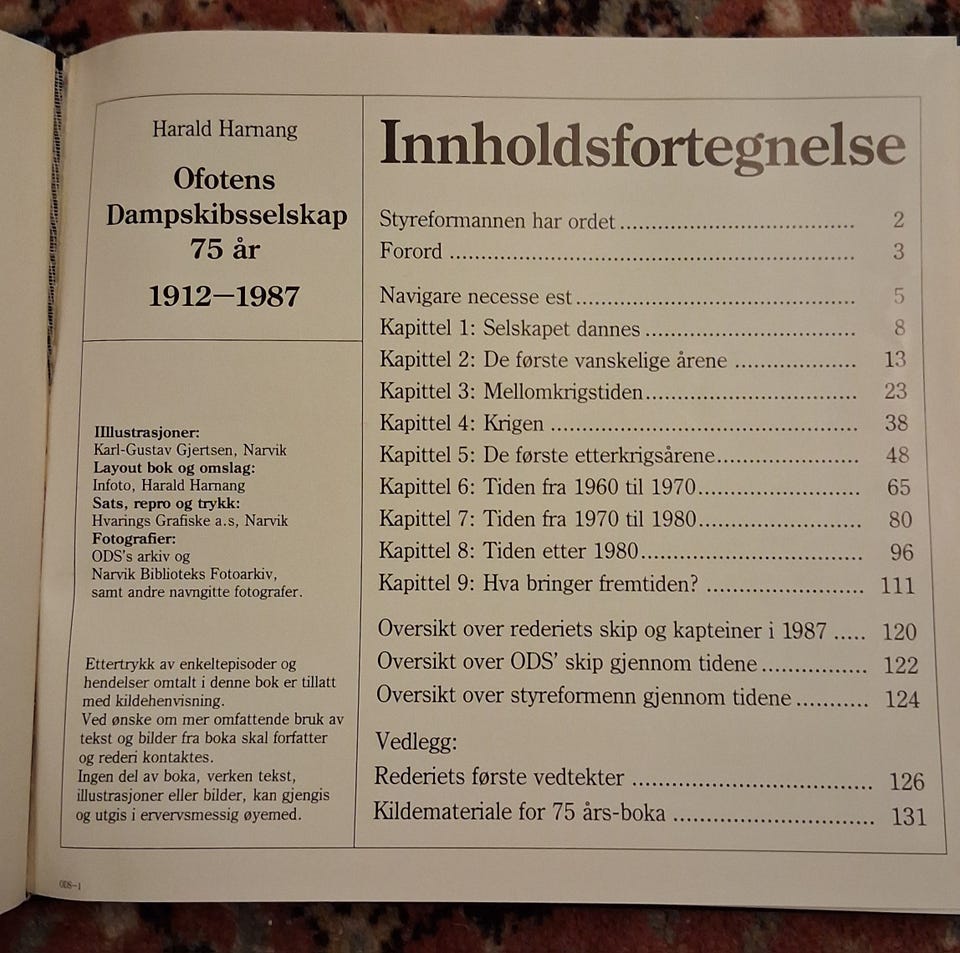 Harald Harnang
Ofotens
Dampskibsselskap
75 år
1912–1987
IIllustrasjoner:
Karl-Gustav Gjertsen, Narvik
Layout bok og omslag:
Infoto, Harald Harnang
Sats, repro og trykk:
Hvarings Grafiske a.s, Narvik
Fotografier:
ODS's arkiv og
Narvik Biblioteks Fotoarkiv,
samt andre navngitte fotografer.
Ettertrykk av enkeltepisoder og
hendelser omtalt i denne bok er tillatt
med kildehenvisning.
Ved ønske om mer omfattende bruk av
tekst og bilder fra boka skal forfatter
og rederi kontaktes.
Ingen del av boka, verken tekst,
illustrasjoner eller bilder, kan gjengis
og utgis i ervervsmessig øyemed.
ODS–1
Innholdsfortegnelse
Styreformannen har ordet ........................................ 2
Forord ........................................ 3
Navigare necesse est ........................................ 5
Kapittel 1: Selskapet dannes ........................................ 8
Kapittel 2: De første vanskelige årene ........................ 13
Kapittel 3: Mellomkrigstiden ........................................ 23
Kapittel 4: Krigen ........................................ 38
Kapittel 5: De første etterkrigsårene ........................ 48
Kapittel 6: Tiden fra 1960 til 1970 ........................ 65
Kapittel 7: Tiden fra 1970 til 1980 ........................ 80
Kapittel 8: Tiden etter 1980 ........................ 96
Kapittel 9: Hva bringer fremtiden? ........................ 111
Oversikt over rederiets skip og kapteiner i 1987 ..... 120
Oversikt over ODS' skip gjennom tidene ................ 122
Oversikt over styreformenn gjennom tidene ........... 124
Vedlegg:
Rederiets første vedtekter ........................ 126
Kildemateriale for 75 års-boka ........................ 131